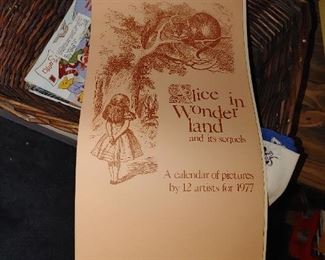 Alice in
Wonder
land
and its sequels
A calendar of pictures
by 12 artists for 1977